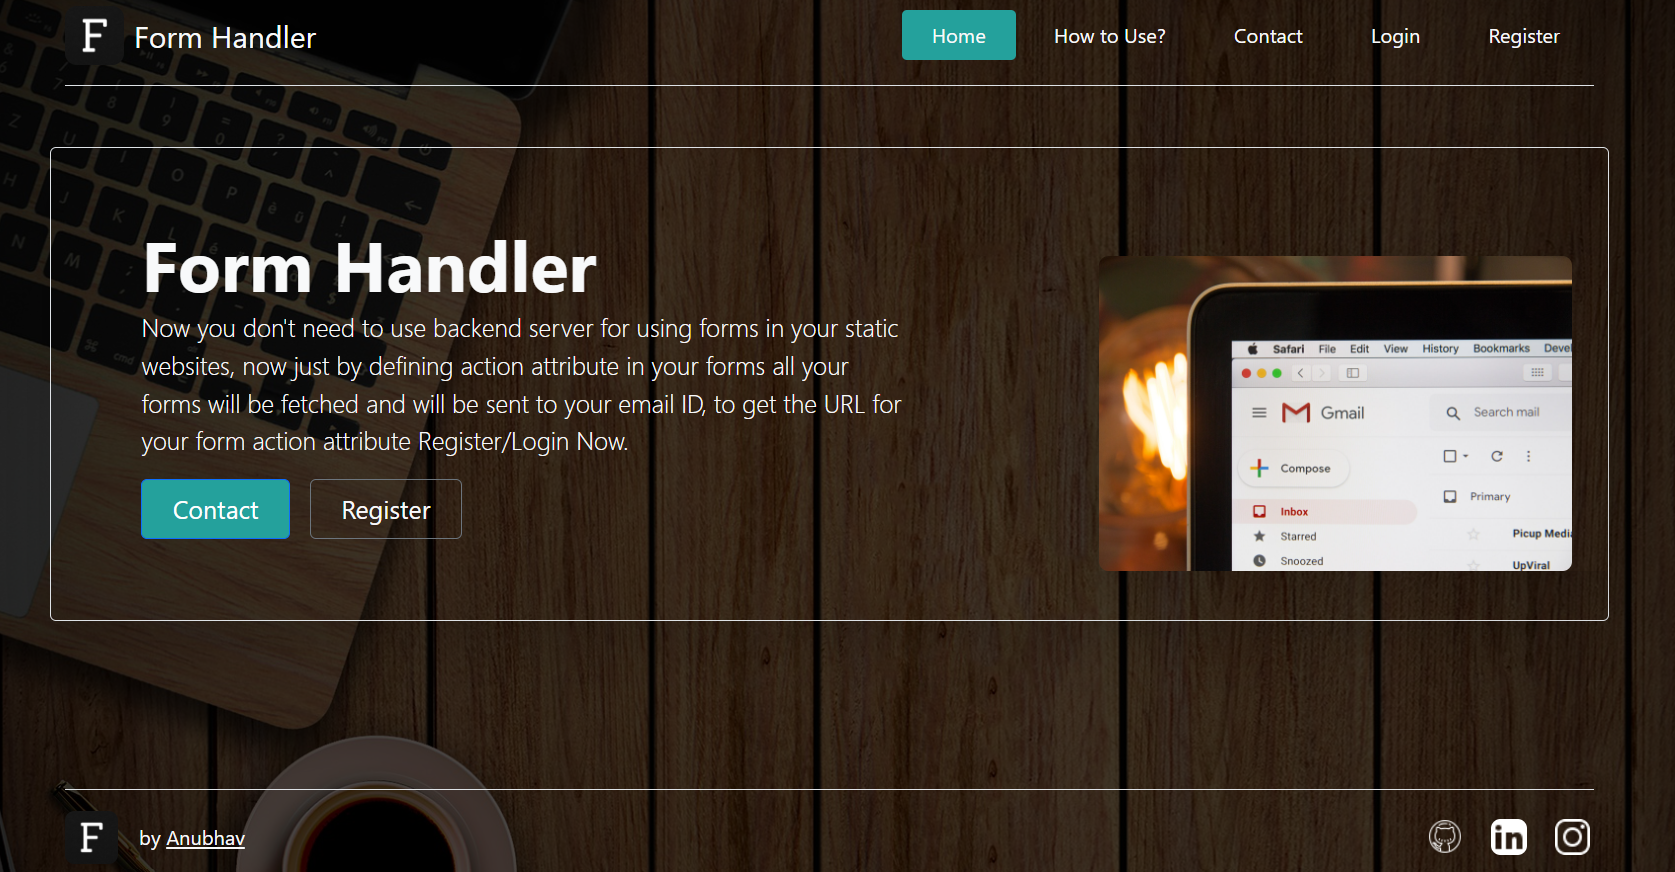 F Form Handler
Home How to Use? Contact Login Register
Form Handler
Now you don't need to use backend server for using forms in your static
websites, now just by defining action attribute in your forms all your
forms will be fetched and will be sent to your email ID, to get the URL for
your form action attribute Register/Login Now.
Contact Register
Safari File Edit View History Bookmarks Devel
Gmail Search mail
Compose
Primary
Inbox
Starred Picup Media
Snoozed UpViral
F by Anubhav
in